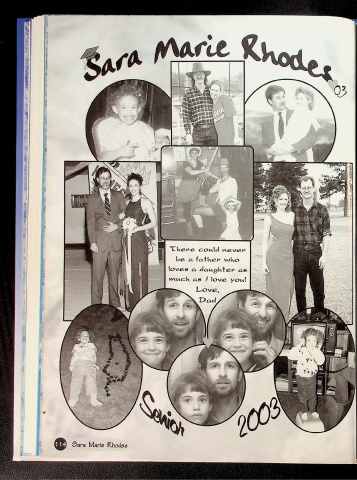 Sara Marie Rhodes
03
There could never
be a father who
loves a daughter as
much as I love you!
Love,
Dad
Senior
2003
114 Sara Marie Rhodes